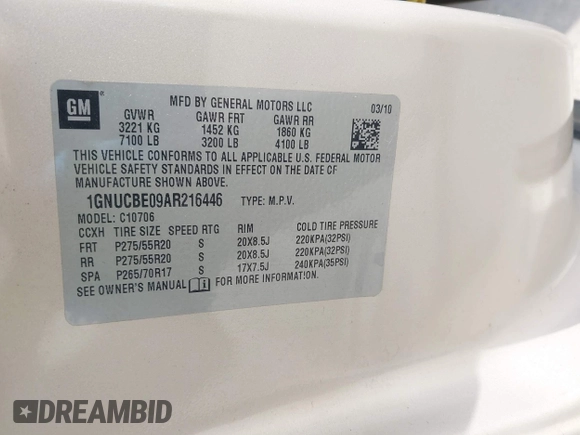 GM
MFD BY GENERAL MOTORS LLC 03/10
GVWR GAWR FRT GAWR RR
3221 KG 1452 KG 1860 KG
7100 LB 3200 LB 4100 LB
THIS VEHICLE CONFORMS TO ALL APPLICABLE U.S. FEDERAL MOTOR
VEHICLE SAFETY STANDARDS IN EFFECT ON THE DATE OF
MANUFACTURE SHOWN ABOVE.
1GNUCBE09AR216446 TYPE: M.P.V.
MODEL: C10706
CCXH TIRE SIZE SPEED RTG RIM COLD TIRE PRESSURE
FRT P275/55R20 S 20X8.5J 220KPA(32PSI)
RR P275/55R20 S 20X8.5J 220KPA(32PSI)
SPA P265/70R17 S 17X7.5J 240KPA(35PSI)
SEE OWNER'S MANUAL FOR MORE INFORMATION.
DREAMBID